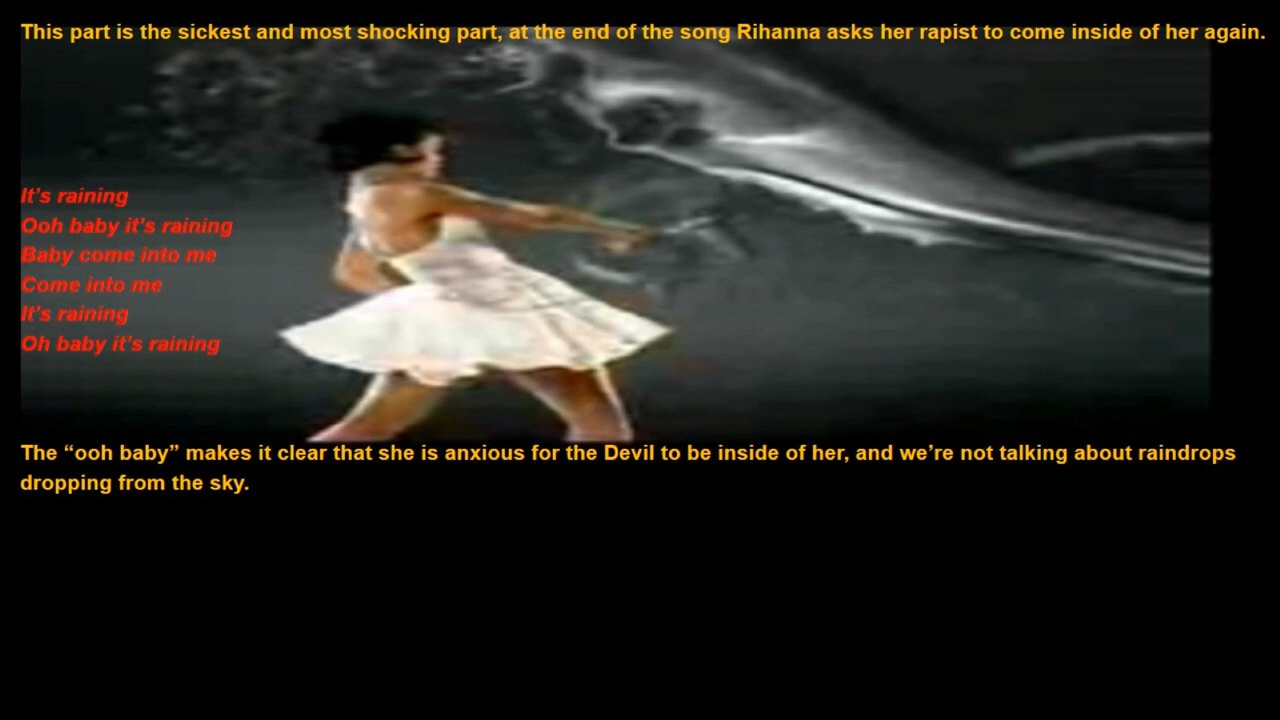 This part is the sickest and most shocking part, at the end of the song Rihanna asks her rapist to come inside of her again.
It's raining
Ooh baby it's raining
Baby come into me
Come into me
It's raining
Oh baby it's raining
The “ooh baby” makes it clear that she is anxious for the Devil to be inside of her, and we’re not talking about raindrops
dropping from the sky.